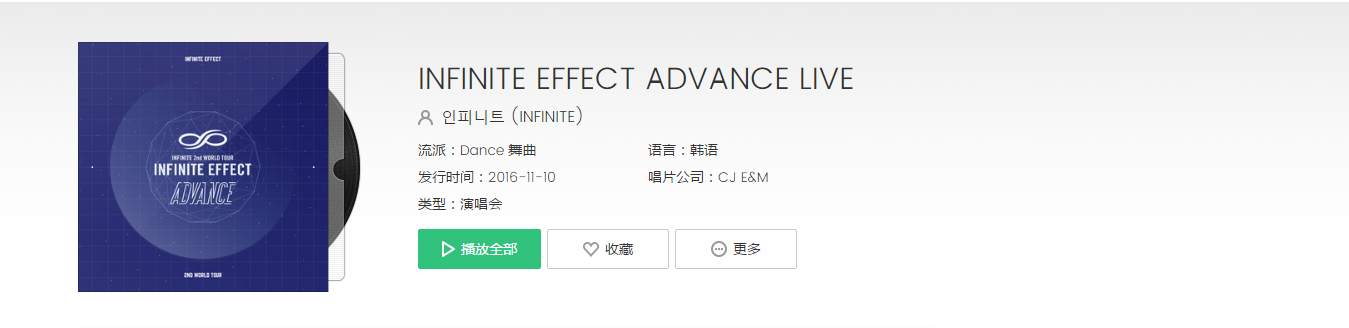 INFINITE EFFECT
INFINITE 2nd WORLD TOUR
INFINITE EFFECT
ADVANCE
2ND WORLD TOUR
INFINITE EFFECT ADVANCE LIVE
인피니트 (INFINITE)
流派：Dance 舞曲 语言：韩语
发行时间：2016-11-10 唱片公司：CJ E&M
类型：演唱会
播放全部 收藏 更多